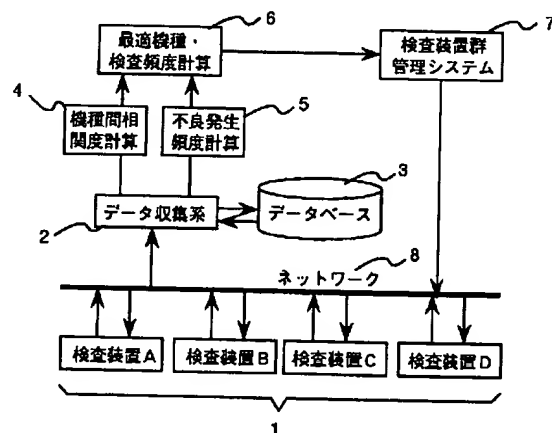 6
最適機種・
検査頻度計算
7
検査装置群
管理システム
4
機種間相
関度計算
5
不良発生
頻度計算
3
データベース
データ収集系
2
8
ネットワーク
検査装置A
検査装置B
検査装置C
検査装置D
1